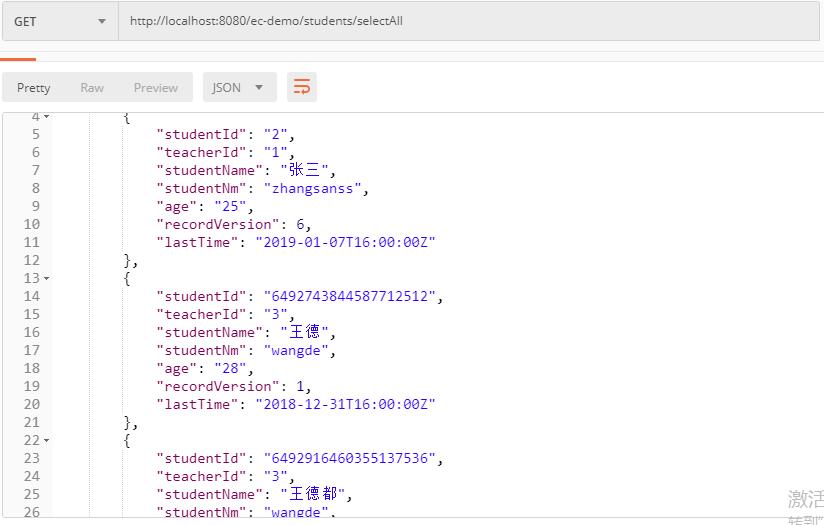 GET
http://localhost:8080/ec-demo/students/selectAll
Pretty Raw Preview JSON
4 {
5 "studentId": "2",
6 "teacherId": "1",
7 "studentName": "张三",
8 "studentNm": "zhangsanss",
9 "age": "25",
10 "recordVersion": 6,
11 "lastTime": "2019-01-07T16:00:00Z"
12 },
13 {
14 "studentId": "6492743844587712512",
15 "teacherId": "3",
16 "studentName": "王德",
17 "studentNm": "wangde",
18 "age": "28",
19 "recordVersion": 1,
20 "lastTime": "2018-12-31T16:00:00Z"
21 },
22 {
23 "studentId": "6492916460355137536",
24 "teacherId": "3",
25 "studentName": "王德都",
26 "studentNm": "wangde",
激活
转到"